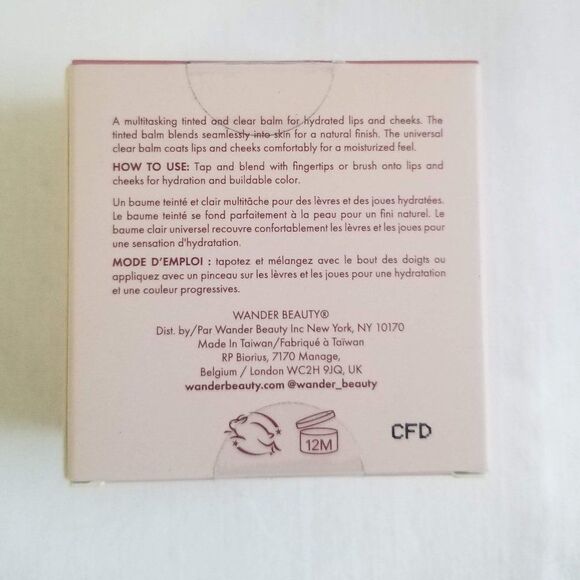 A multitasking tinted and clear balm for hydrated lips and cheeks. The
tinted balm blends seamlessly into skin for a natural finish. The universal
clear balm coats lips and cheeks comfortably for a moisturized feel.
HOW TO USE: Tap and blend with fingertips or brush onto lips and
cheeks for hydration and buildable color.
Un baume teinté et clair multitâche pour des lèvres et des joues hydratées.
Le baume teinté se fond parfaitement à la peau pour un fini naturel. Le
baume clair universel recouvre confortablement les lèvres et les joues pour
une sensation d'hydratation.
MODE D'EMPLOI : tapotez et mélangez avec le bout des doigts ou
appliquez avec un pinceau sur les lèvres et les joues pour une hydratation
et une couleur progressives.
WANDER BEAUTY®
Dist. by/Par Wander Beauty Inc New York, NY 10170
Made In Taiwan/Fabriqué à Taïwan
RP Biorius, 7170 Manage,
Belgium / London WC2H 9JQ, UK
wanderbeauty.com @wander_beauty
12M
CFD